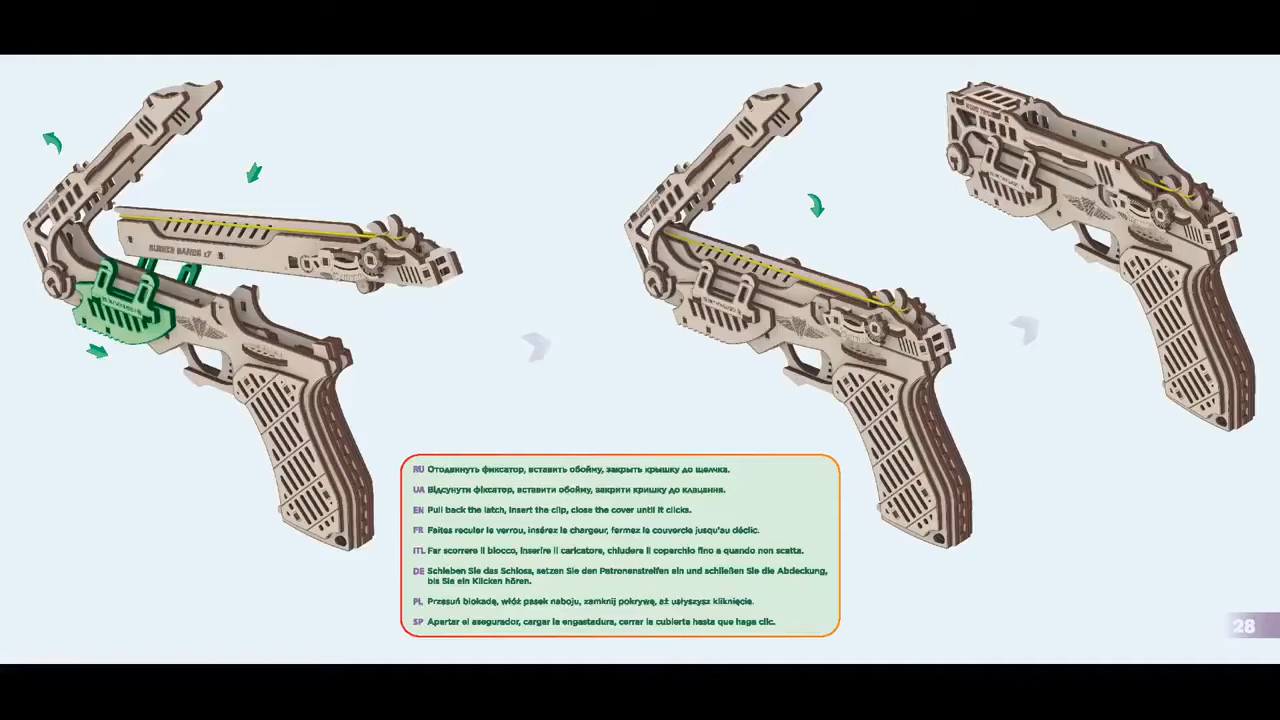 RUBBER BANDS x7
RU Отодвинуть фиксатор, вставить обойму, закрыть крышку до щелчка.
UA Відсунути фіксатор, вставити обойму, закрити кришку до клацання.
EN Pull back the latch, insert the clip, close the cover until it clicks.
FR Faites reculer le verrou, insérez le chargeur, fermez le couvercle jusqu'au déclic.
ITL Far scorrere il blocco, inserire il caricatore, chiudere il coperchio fino a quando non scatta.
DE Schieben Sie das Schloss, setzen Sie den Patronenstreifen ein und schließen Sie die Abdeckung,
bis Sie ein Klicken hören.
PL Przesuń blokadę, włóż pasek naboju, zamknij pokrywę, aż usłyszysz kliknięcie.
SP Apartar el asegurador, cargar la engastadura, cerrar la cubierta hasta que haga clic.
28